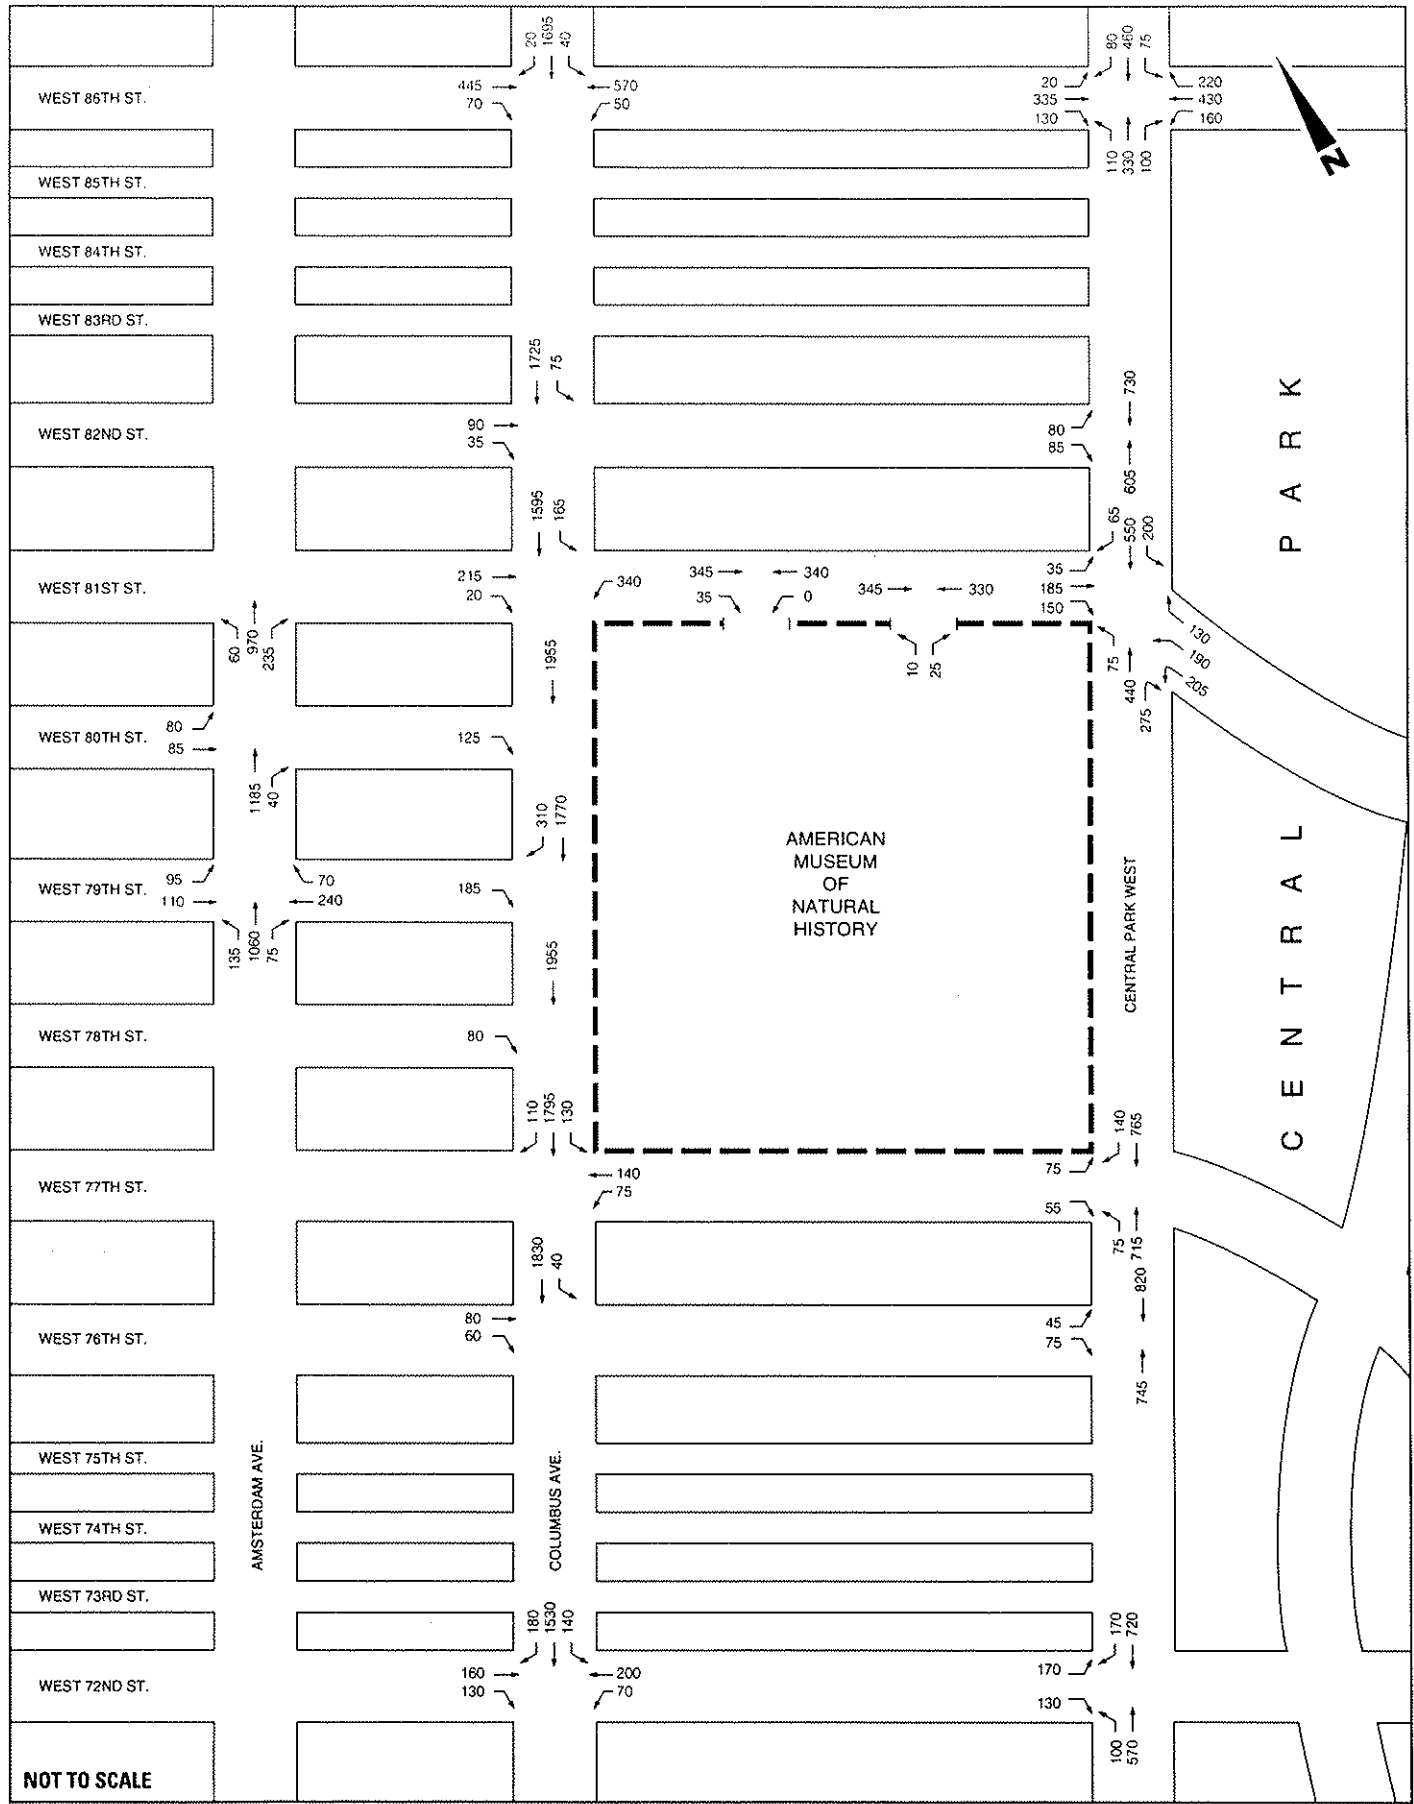 20 1695 40
80 460 75
445 570
70 50
20 220
335 430
130 160
WEST 86TH ST.
110 330 100
N
WEST 85TH ST.
WEST 84TH ST.
WEST 83RD ST.
1725 75
730
90
35
80
85
WEST 82ND ST.
605
1595 165
65 550 200
WEST 81ST ST.
215
20
340
345 340
35 0
345 330
35
185
150
60 970 235
1955
10 25
75 440 275
130
190
205
80
85
WEST 80TH ST.
125
1185 40
310 1770
95
110
WEST 79TH ST.
70
240
185
135 1060 75
1955
AMERICAN
MUSEUM
OF
NATURAL
HISTORY
CENTRAL PARK WEST
CENTRAL PARK
WEST 78TH ST.
80
110 1795 130
140 765
WEST 77TH ST.
140
75
75
55
75 715
1830 40
820
WEST 76TH ST.
80
60
45
75
745
WEST 75TH ST.
AMSTERDAM AVE.
COLUMBUS AVE.
WEST 74TH ST.
WEST 73RD ST.
180 1530 140
170 720
WEST 72ND ST.
160 200
130 70
170
130
100 570
NOT TO SCALE